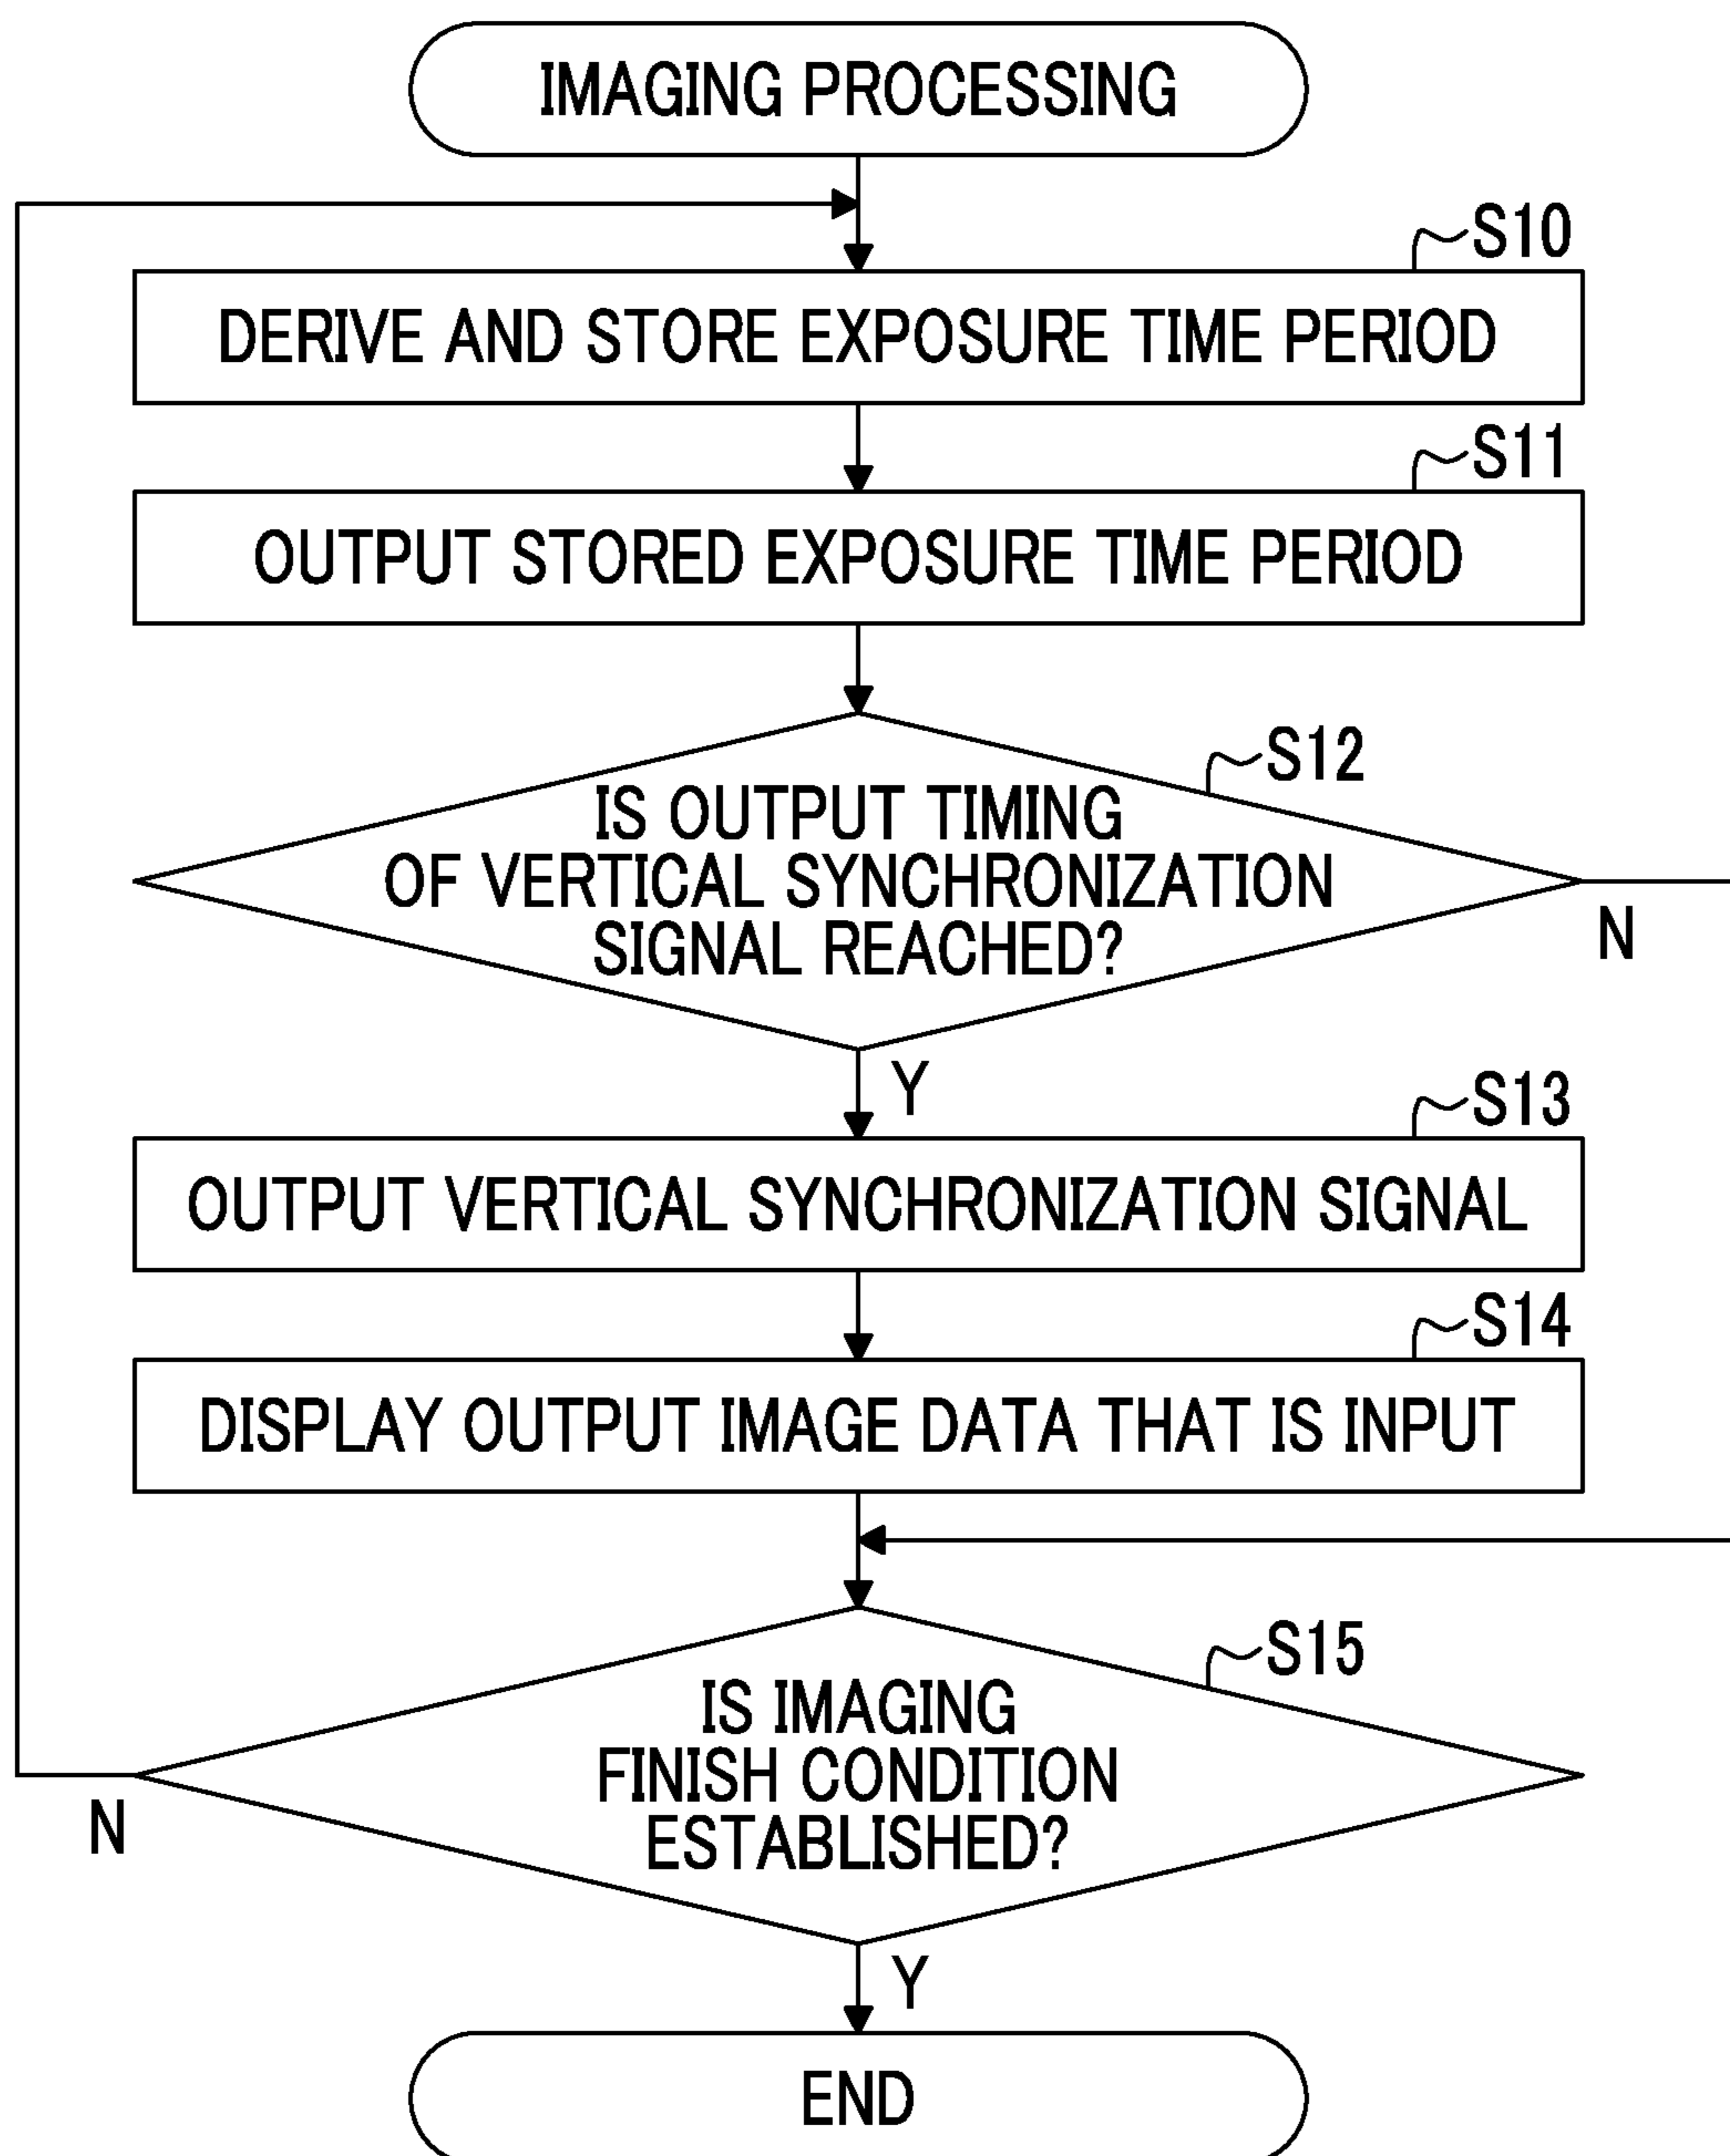 IMAGING PROCESSING
S10
DERIVE AND STORE EXPOSURE TIME PERIOD
S11
OUTPUT STORED EXPOSURE TIME PERIOD
S12
IS OUTPUT TIMING
OF VERTICAL SYNCHRONIZATION
SIGNAL REACHED?
N
Y
S13
OUTPUT VERTICAL SYNCHRONIZATION SIGNAL
S14
DISPLAY OUTPUT IMAGE DATA THAT IS INPUT
S15
IS IMAGING
FINISH CONDITION
ESTABLISHED?
N
Y
END